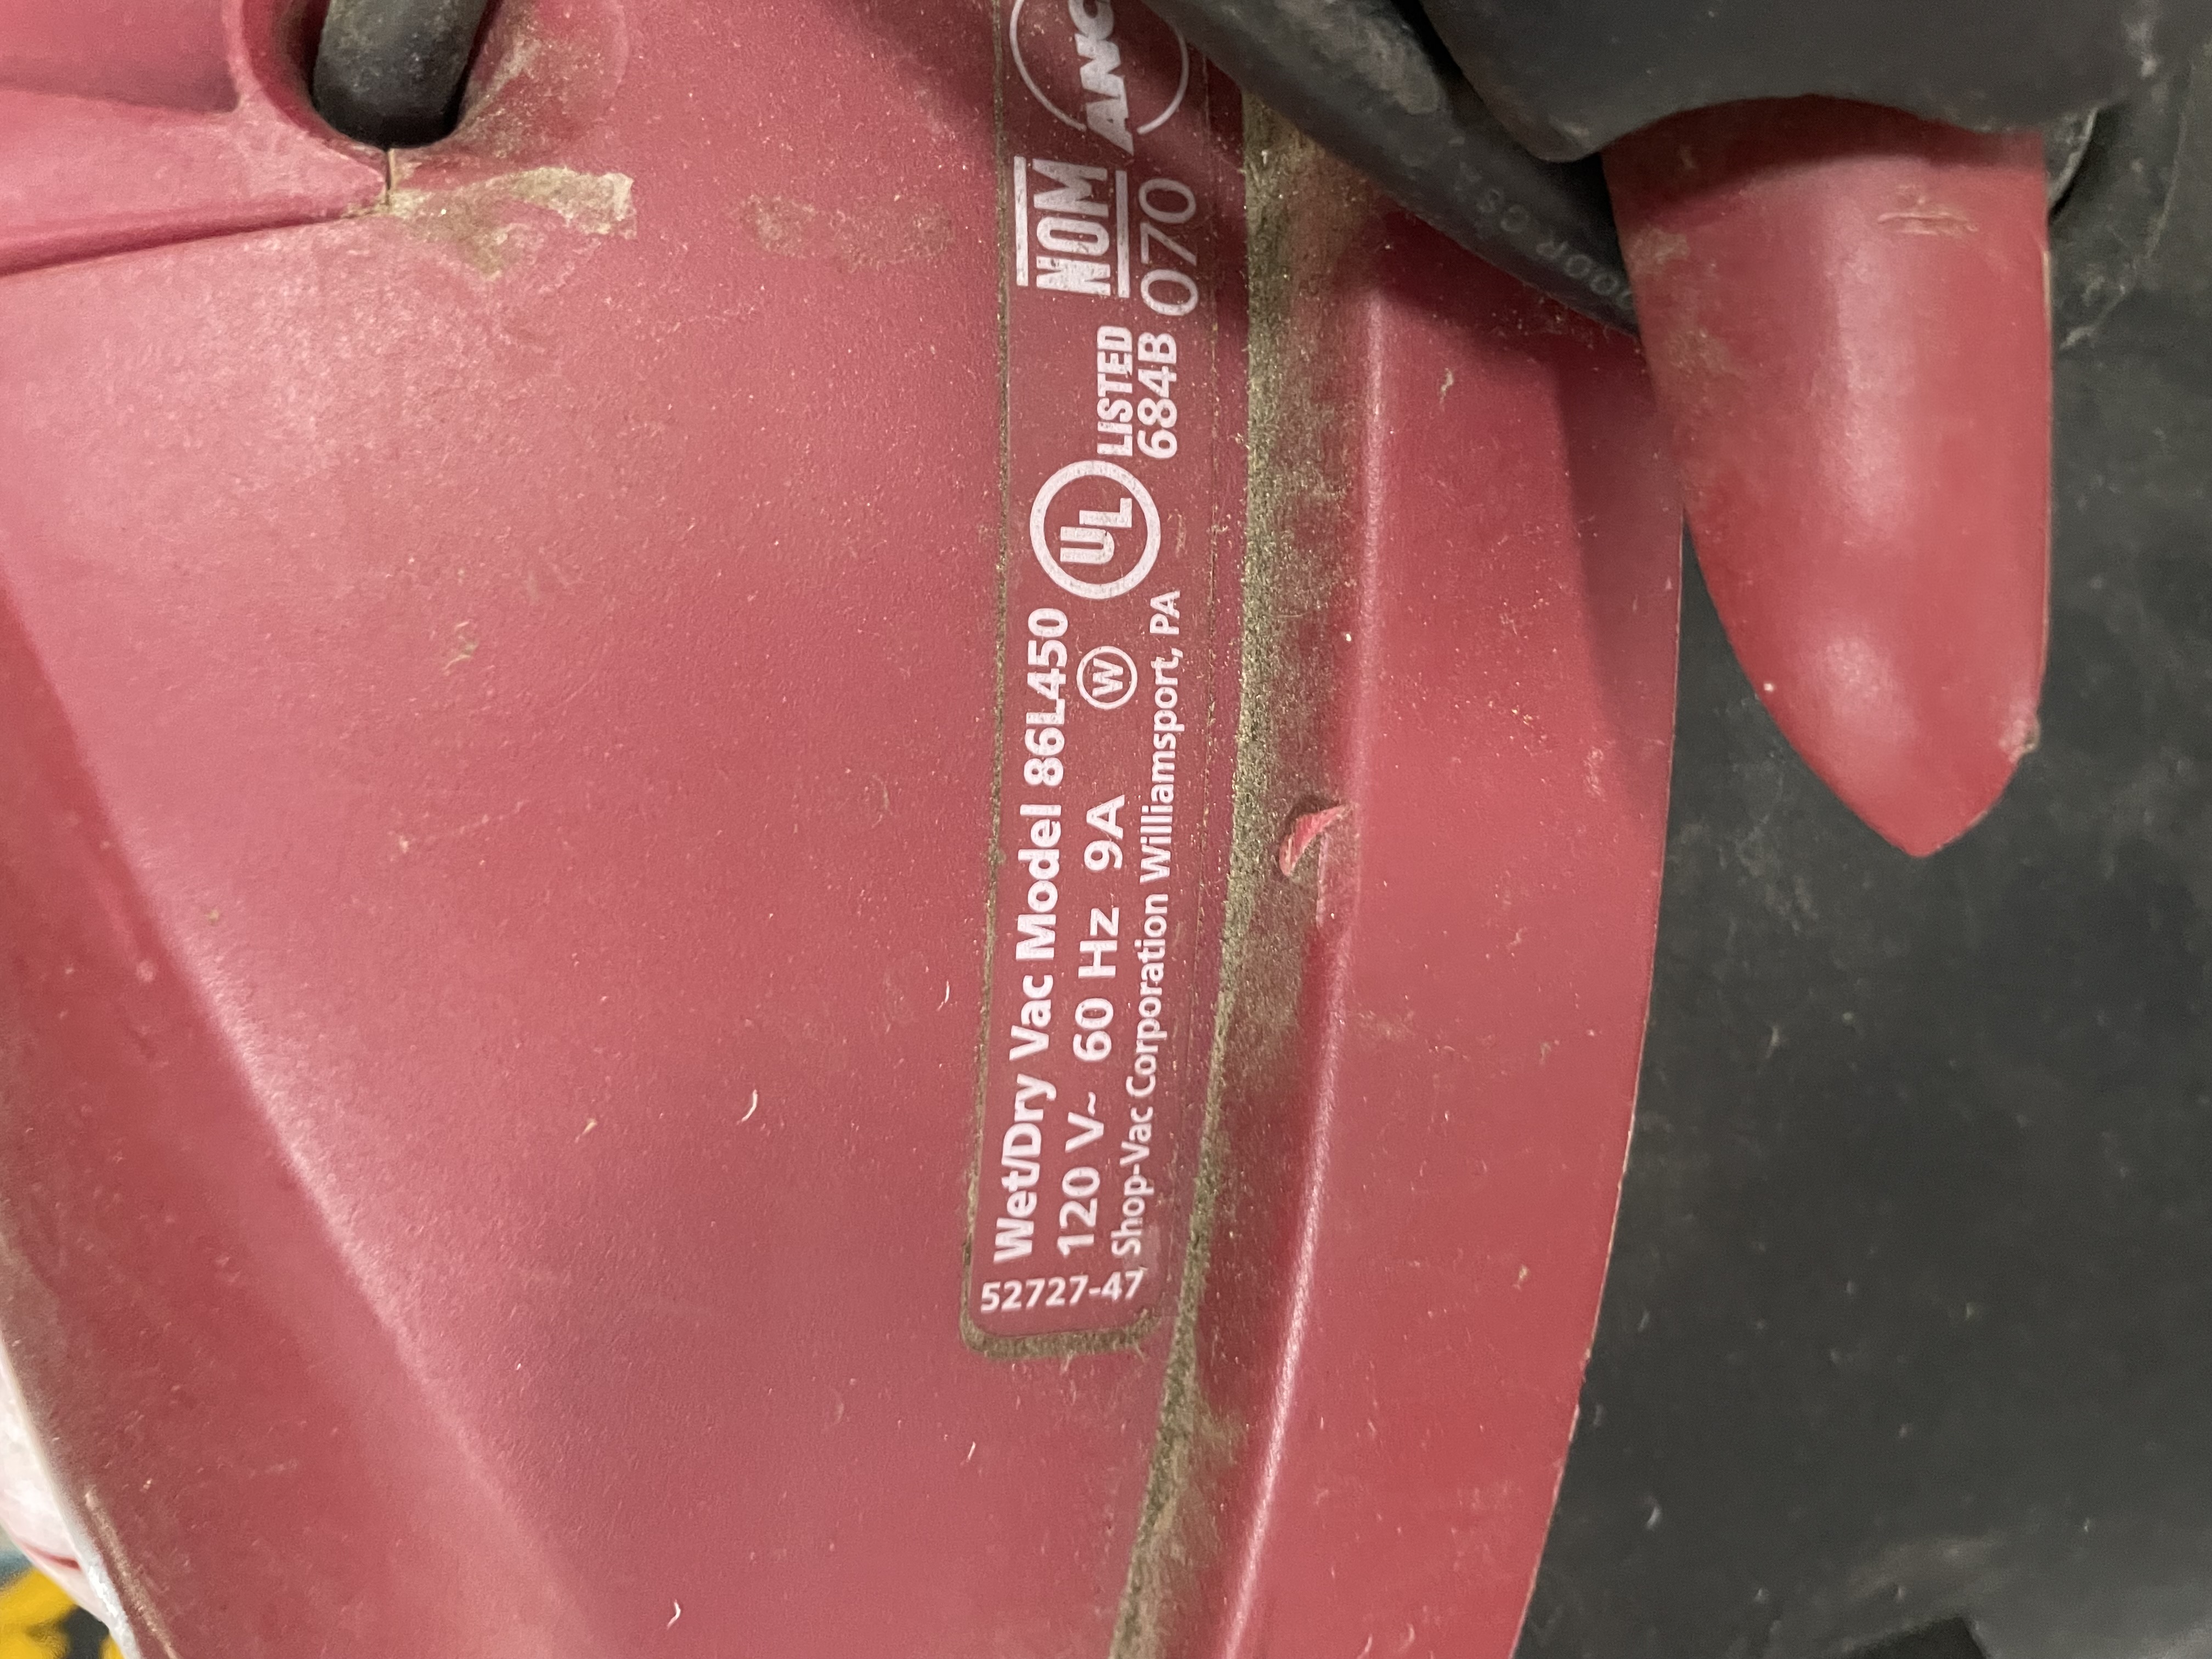 52727-47
Wet/Dry Vac Model 86L450
120 V~ 60 Hz 9A W
Shop-Vac Corporation Williamsport, PA
UL LISTED
684B 070
NOM